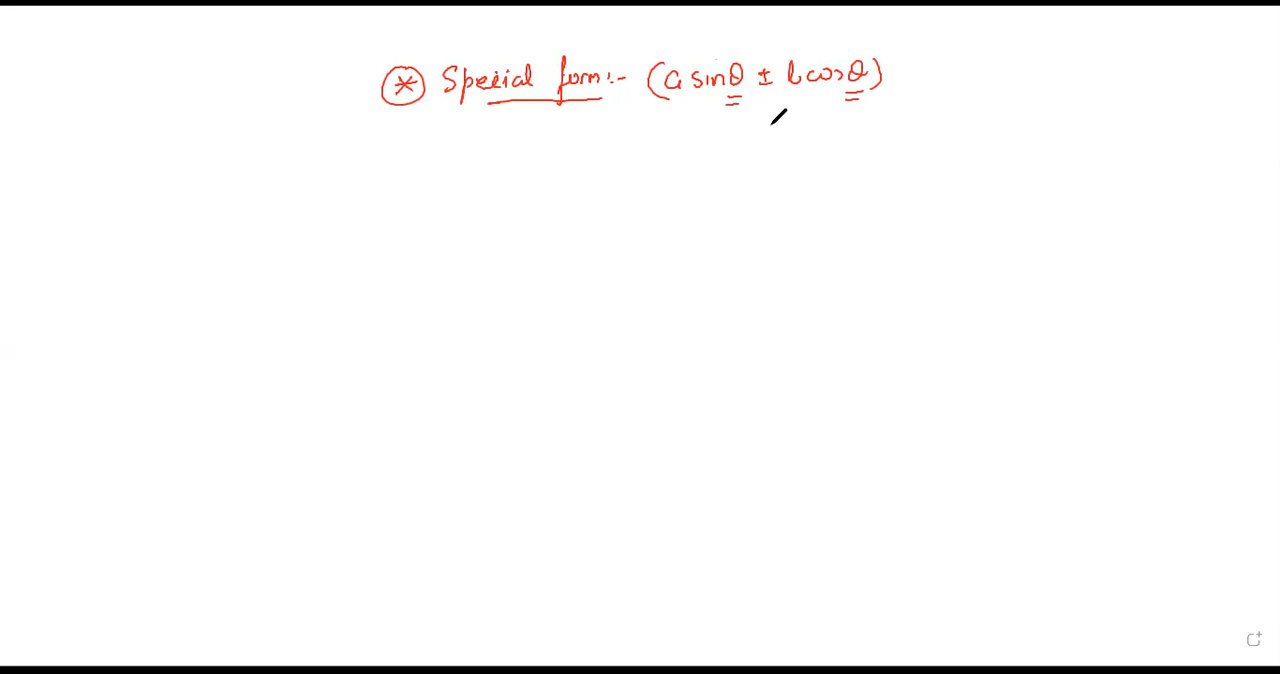 * Special form:- (a sinθ ± b cosθ)